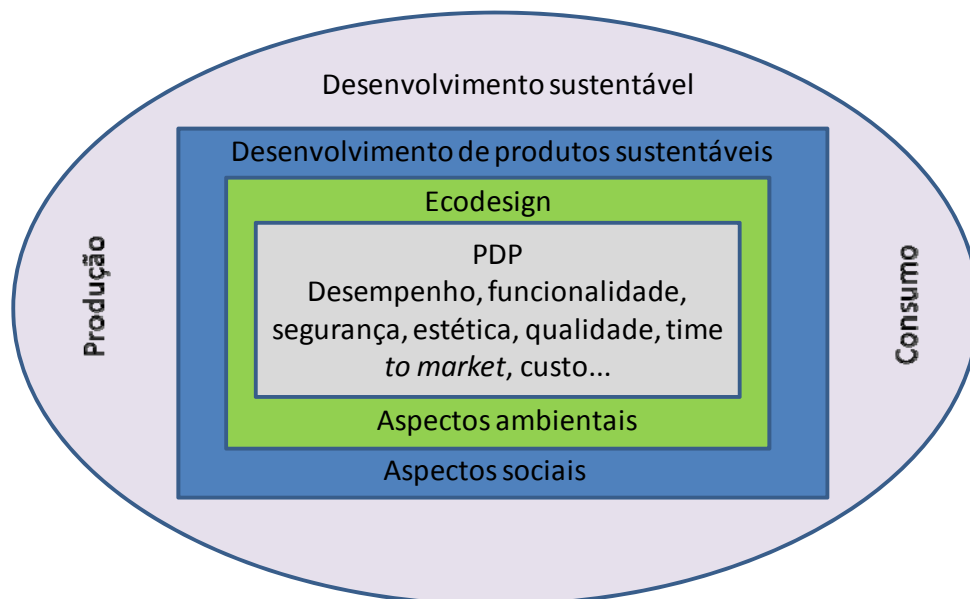 Desenvolvimento sustentável
Desenvolvimento de produtos sustentáveis
Ecodesign
Produção
PDP
Desempenho, funcionalidade,
segurança, estética, qualidade, time
to market, custo...
Consumo
Aspectos ambientais
Aspectos sociais